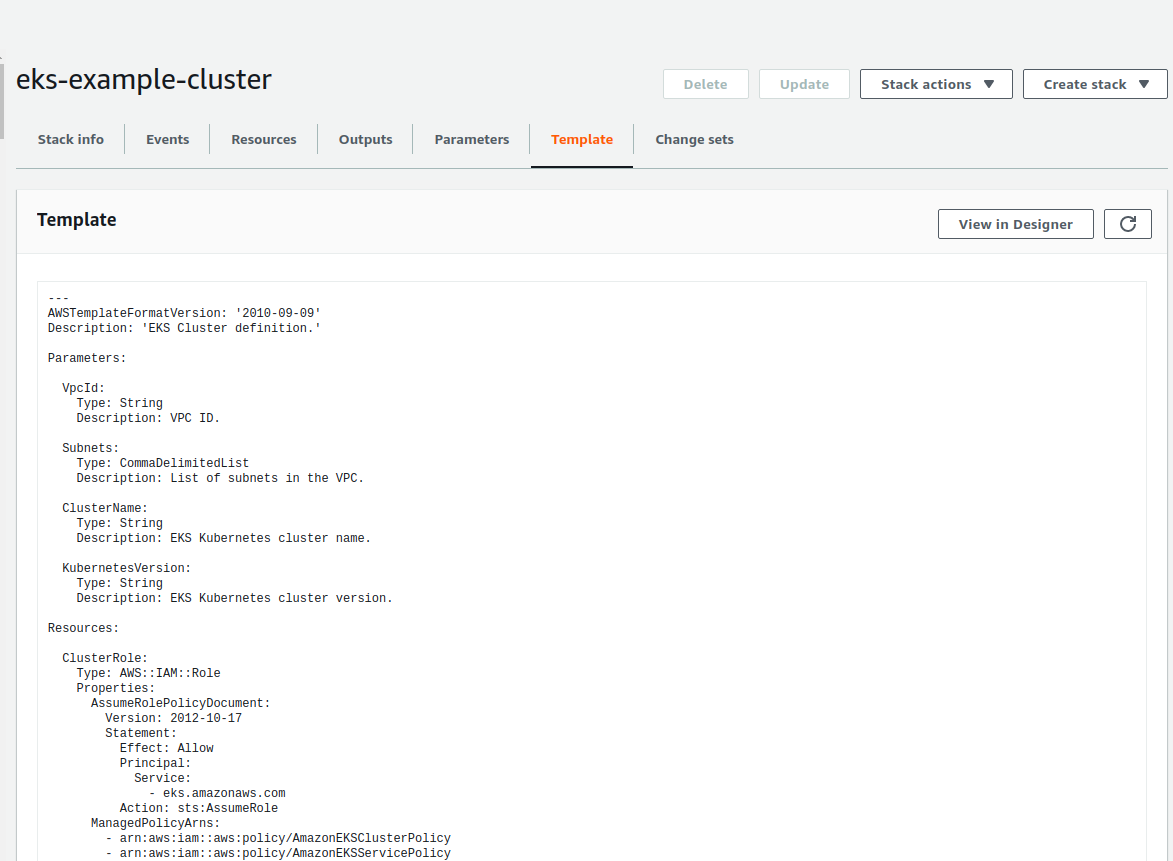 eks-example-cluster
Delete Update Stack actions Create stack
Stack info Events Resources Outputs Parameters Template Change sets
Template
View in Designer
---
AWSTemplateFormatVersion: '2010-09-09'
Description: 'EKS Cluster definition.'
Parameters:
VpcId:
Type: String
Description: VPC ID.
Subnets:
Type: CommaDelimitedList
Description: List of subnets in the VPC.
ClusterName:
Type: String
Description: EKS Kubernetes cluster name.
KubernetesVersion:
Type: String
Description: EKS Kubernetes cluster version.
Resources:
ClusterRole:
Type: AWS::IAM::Role
Properties:
AssumeRolePolicyDocument:
Version: 2012-10-17
Statement:
Effect: Allow
Principal:
Service:
- eks.amazonaws.com
Action: sts:AssumeRole
ManagedPolicyArns:
- arn:aws:iam::aws:policy/AmazonEKSClusterPolicy
- arn:aws:iam::aws:policy/AmazonEKSServicePolicy